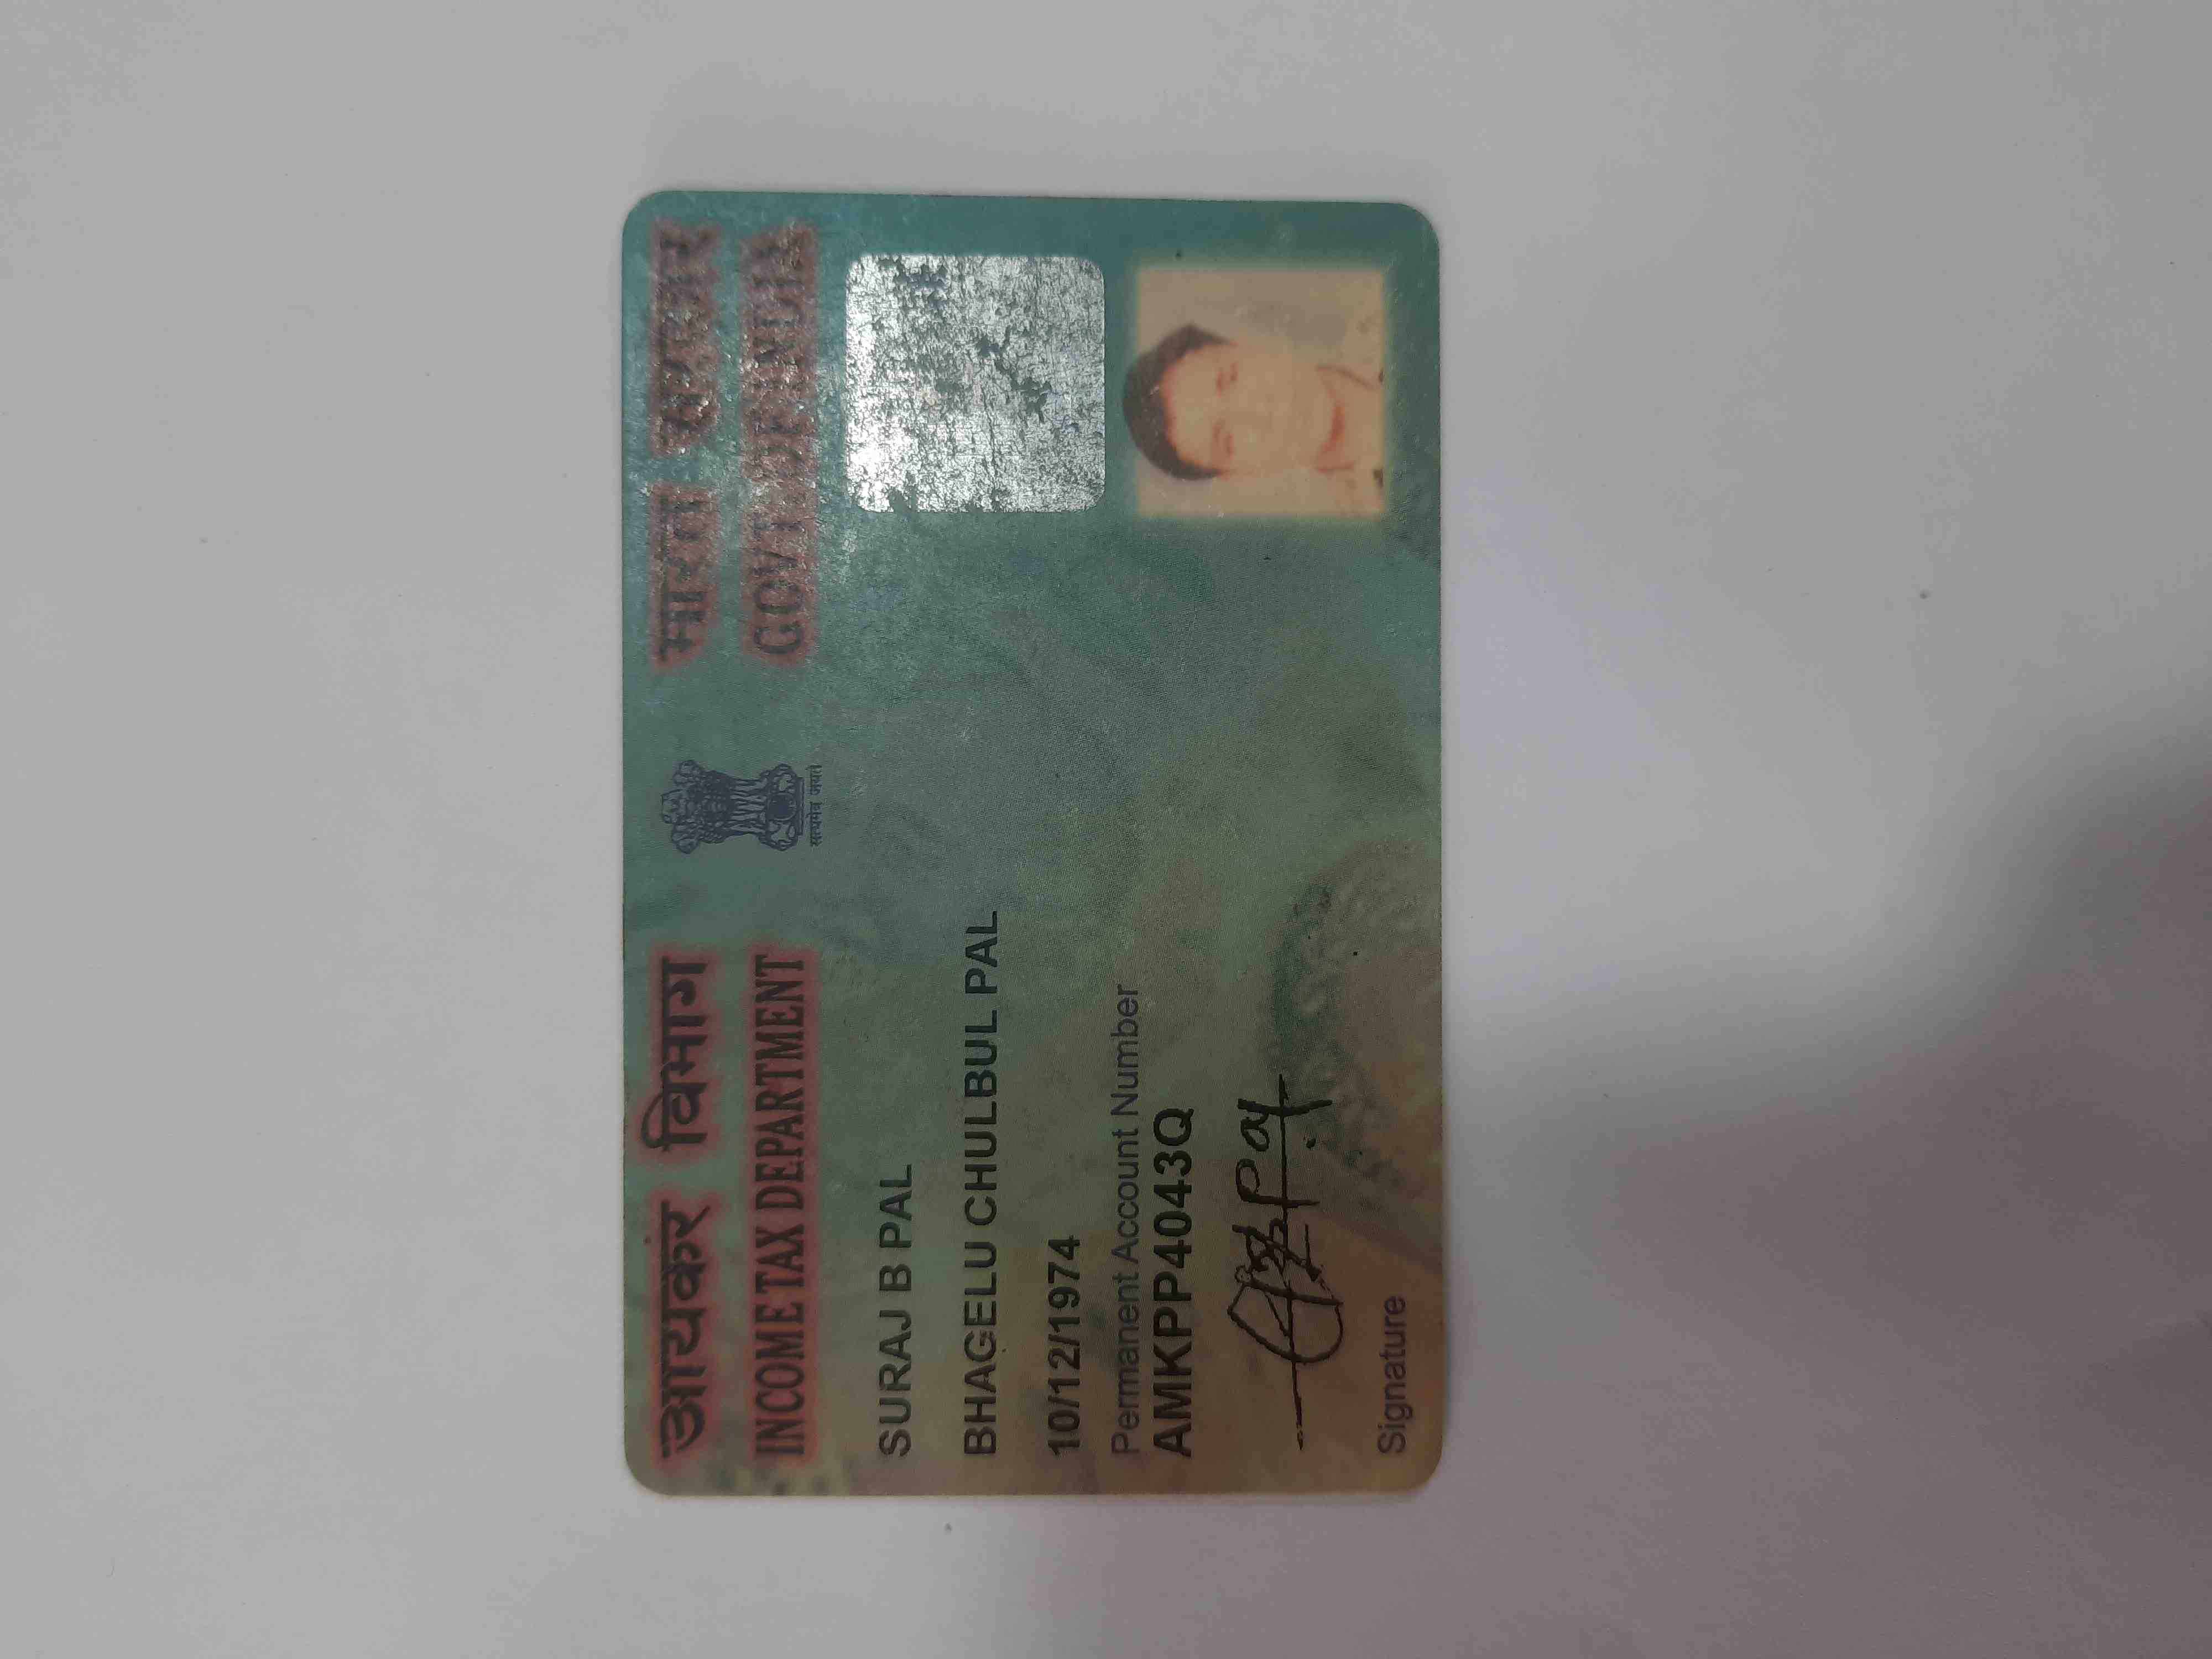 आयकर विभाग
INCOME TAX DEPARTMENT
सत्यमेव जयते
भारत सरकार
GOVT. OF INDIA
SURAJ B PAL
BHAGELU CHULBUL PAL
10/12/1974
Permanent Account Number
AMKPP4043Q
Signature